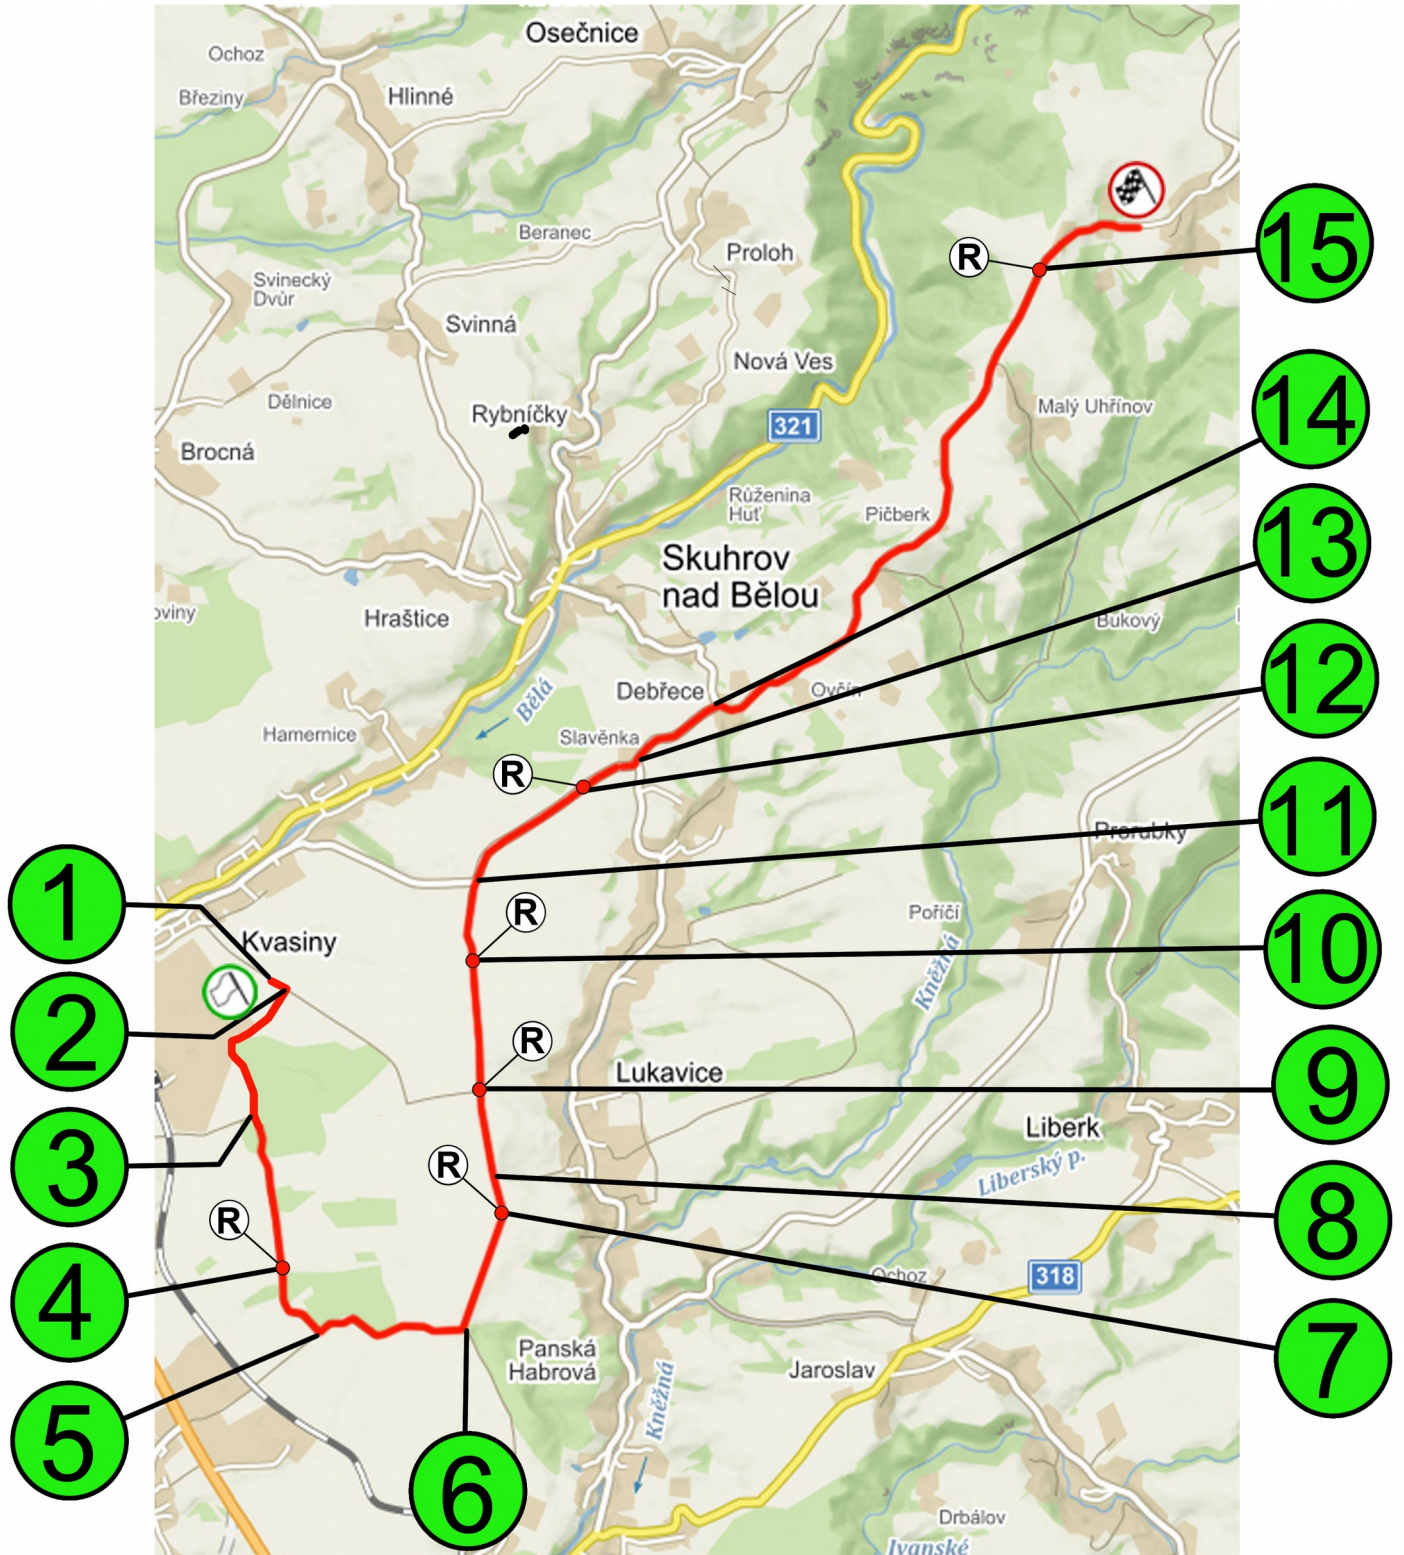 Osečnice
Ochoz
Březiny
Hlinné
Beranec
Proloh
R
15
Svinecký
Dvůr
Svinná
Nová Ves
Dělnice
Rybníčky
321
Malý Uhřínov
14
Brocná
Růženina
Huť
Pičberk
13
Skuhrov
nad Bělou
oviny
Hraštice
Bukový
12
Debřece
Ovčín
Bělá
Hamernice
Slavěnka
R
11
Prorubky
1
R
Poříčí
Kvasiny
10
Kněžná
2
R
Lukavice
9
3
Liberk
R
Liberský p.
8
R
4
Ochoz
318
7
Panská
Habrová
Jaroslav
Kněžná
5
6
Drbálov
Ivanské